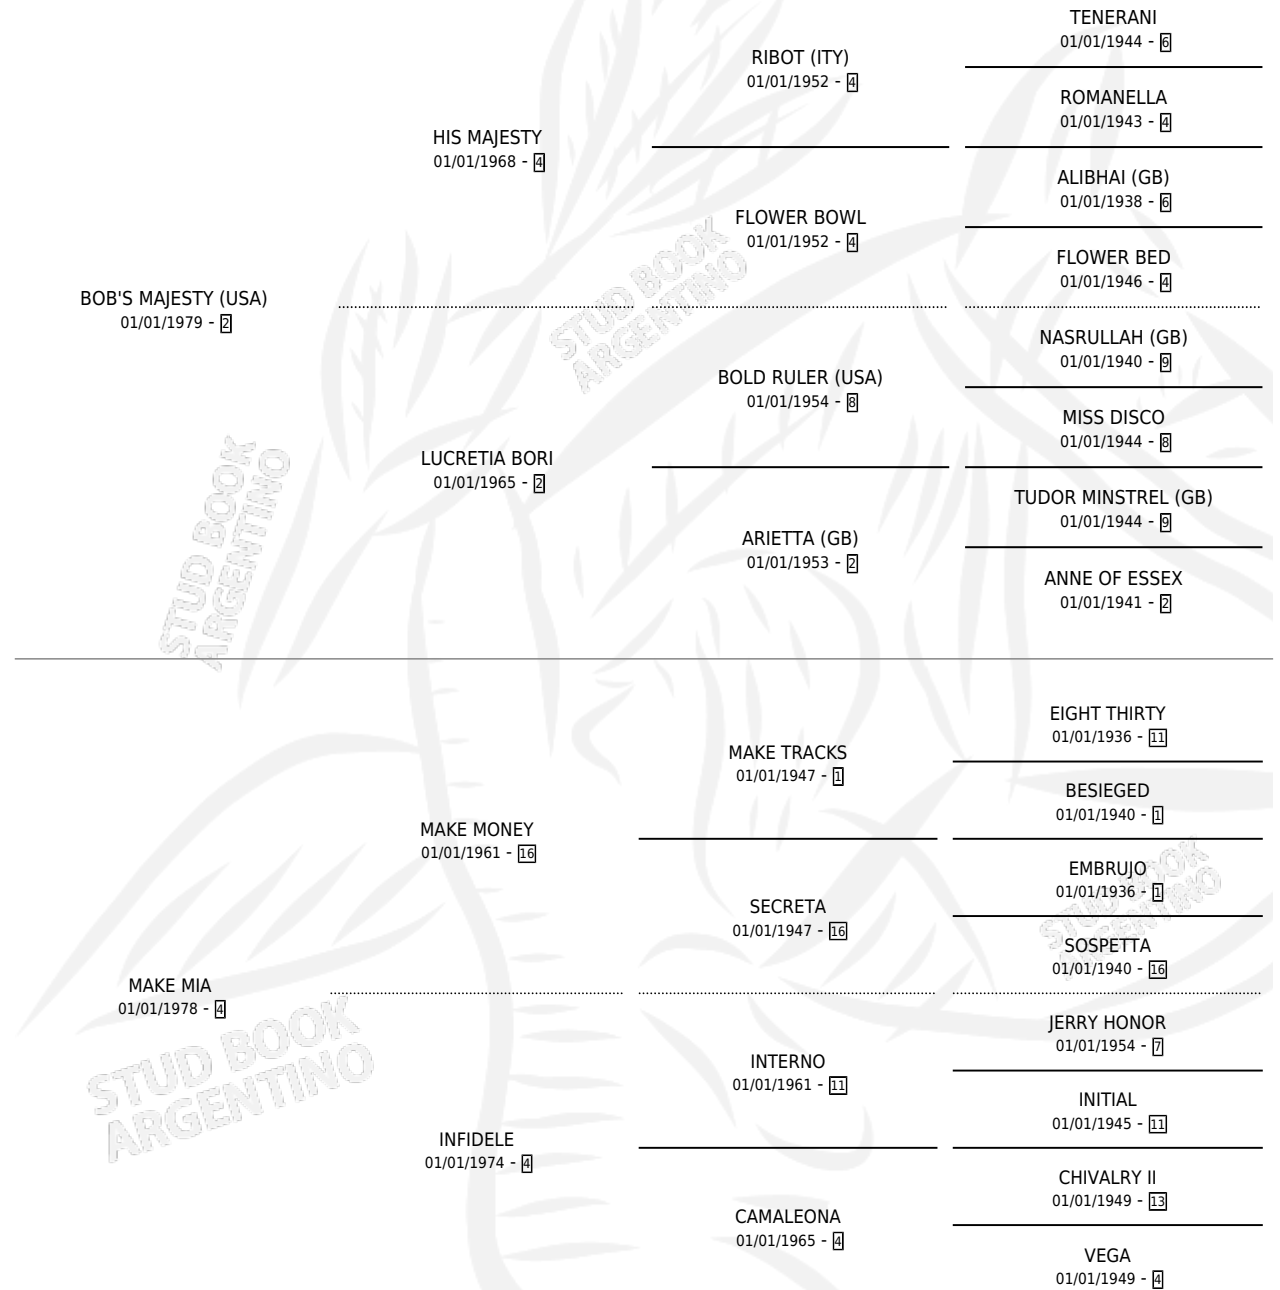 TENERANI
01/01/1944 - 6
RIBOT (ITY)
01/01/1952 - 4
ROMANELLA
01/01/1943 - 4
HIS MAJESTY
01/01/1968 - 4
ALIBHAI (GB)
01/01/1938 - 6
FLOWER BOWL
01/01/1952 - 4
FLOWER BED
01/01/1946 - 4
BOB'S MAJESTY (USA)
01/01/1979 - 2
NASRULLAH (GB)
01/01/1940 - 9
BOLD RULER (USA)
01/01/1954 - 8
MISS DISCO
01/01/1944 - 8
LUCRETIA BORI
01/01/1965 - 2
TUDOR MINSTREL (GB)
01/01/1944 - 9
ARIETTA (GB)
01/01/1953 - 2
ANNE OF ESSEX
01/01/1941 - 2
EIGHT THIRTY
01/01/1936 - 11
MAKE TRACKS
01/01/1947 - 1
BESIEGED
01/01/1940 - 1
MAKE MONEY
01/01/1961 - 16
EMBRUJO
01/01/1936 - 1
SECRETA
01/01/1947 - 16
SOSPETTA
01/01/1940 - 16
MAKE MIA
01/01/1978 - 4
JERRY HONOR
01/01/1954 - 7
INTERNO
01/01/1961 - 11
INITIAL
01/01/1945 - 11
INFIDELE
01/01/1974 - 4
CHIVALRY II
01/01/1949 - 13
CAMALEONA
01/01/1965 - 4
VEGA
01/01/1949 - 4
STUD BOOK
ARGENTINO
STUD BOOK
ARGENTINO
STUD BOOK
ARGENTINO
STUD BOOK
ARGENTINO